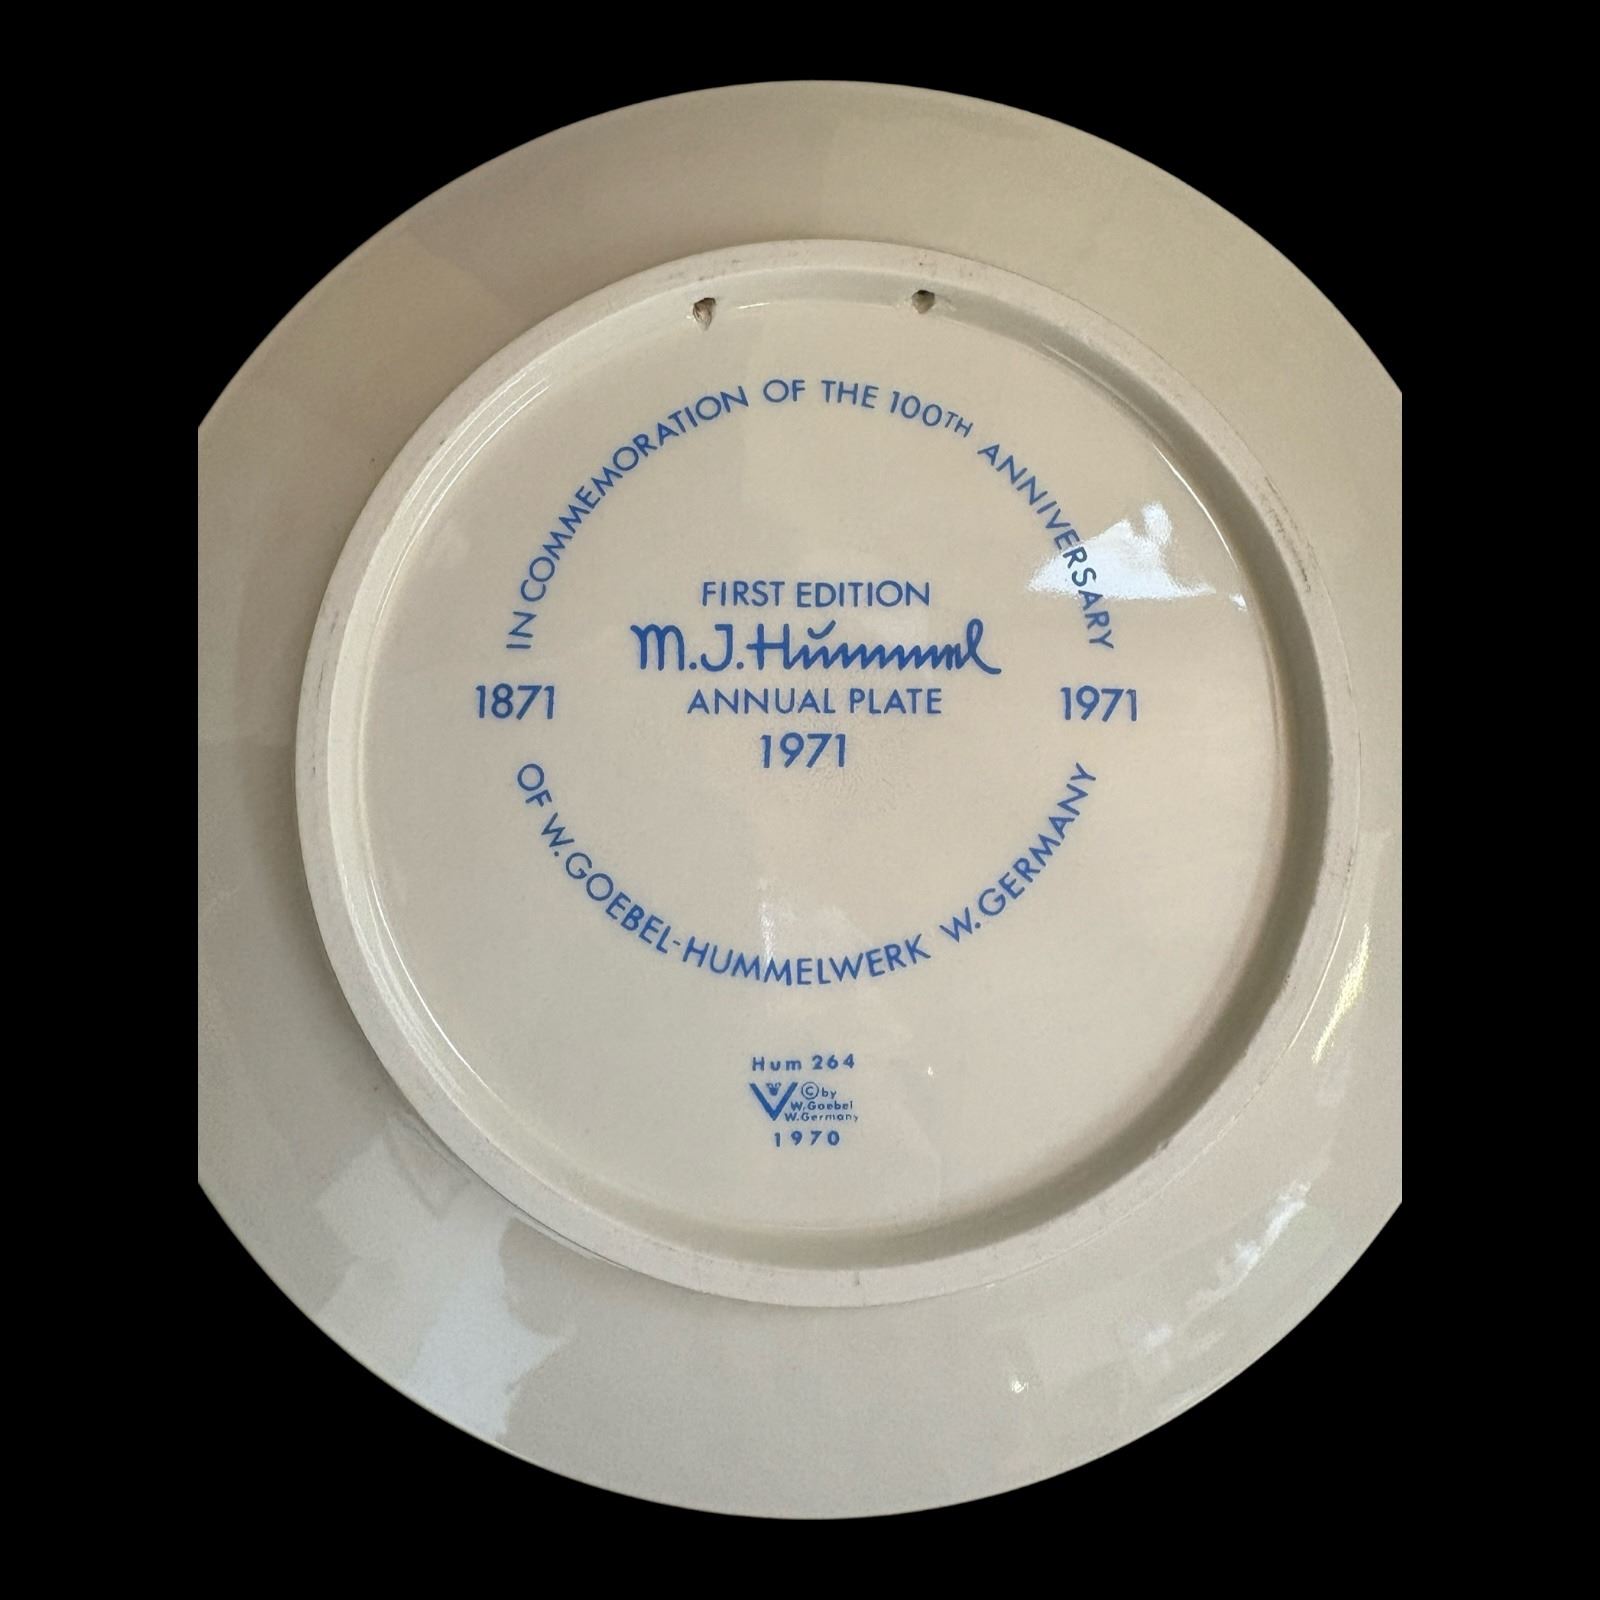 IN COMMEMORATION OF THE 100TH ANNIVERSARY
FIRST EDITION
M.J. Hummel
ANNUAL PLATE
1971
1871
1971
OF W. GOEBEL-HUMMELWERK W. GERMANY
Hum 264
© by
W. Goebel
W. Germany
1970